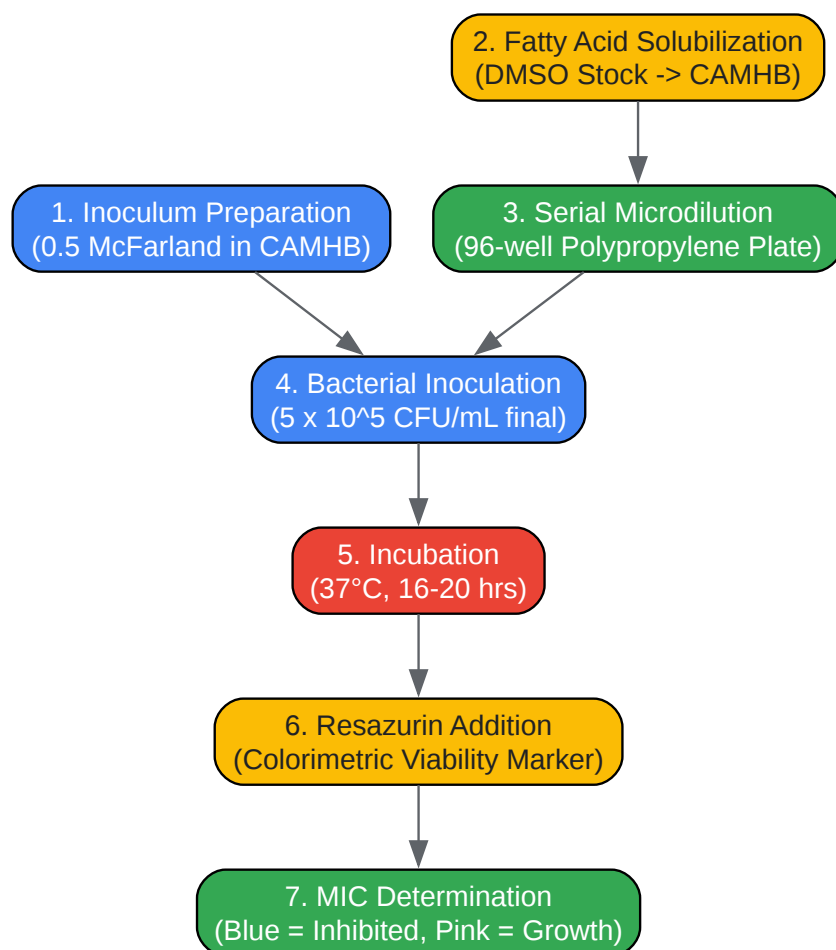 2. Fatty Acid Solubilization
(DMSO Stock -> CAMHB)
1. Inoculum Preparation
(0.5 McFarland in CAMHB)
3. Serial Microdilution
(96-well Polypropylene Plate)
4. Bacterial Inoculation
(5 x 10^5 CFU/mL final)
5. Incubation
(37°C, 16-20 hrs)
6. Resazurin Addition
(Colorimetric Viability Marker)
7. MIC Determination
(Blue = Inhibited, Pink = Growth)